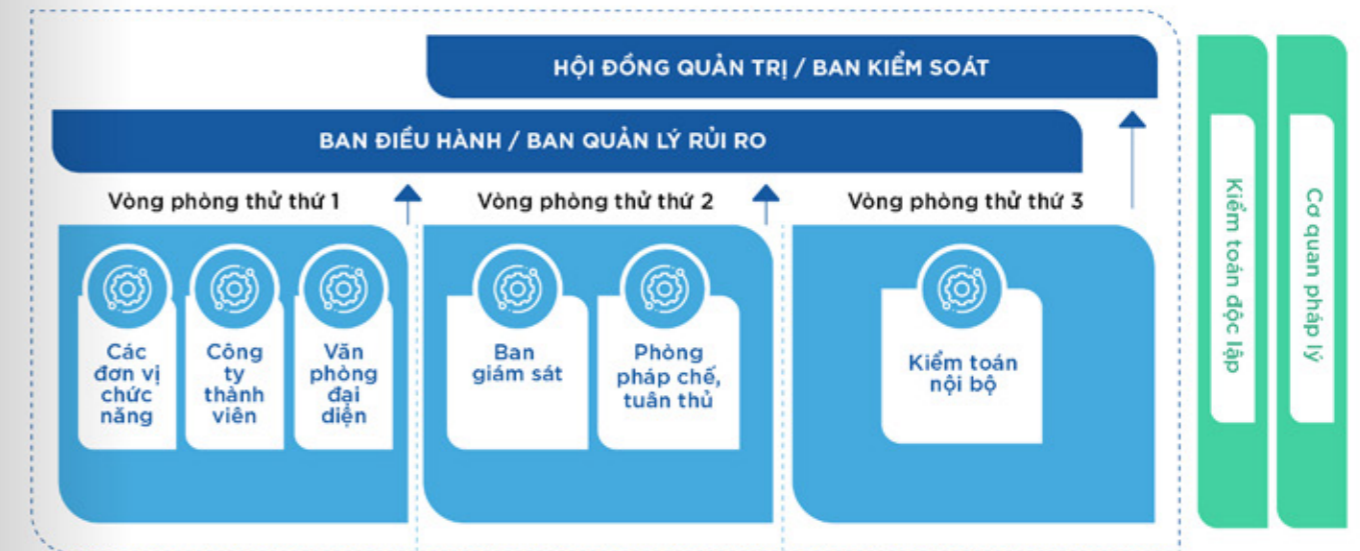 HỘI ĐỒNG QUẢN TRỊ / BAN KIỂM SOÁT
BAN ĐIỀU HÀNH / BAN QUẢN LÝ RỦI RO
Vòng phòng thử thứ 1
Vòng phòng thử thứ 2
Vòng phòng thử thứ 3
Các
đơn vị
chức
năng
Công
ty
thành
viên
Văn
phòng
đại
diện
Ban
giám sát
Phòng
pháp chế,
tuân thủ
Kiểm toán
nội bộ
Kiểm toán độc lập
Cơ quan pháp lý